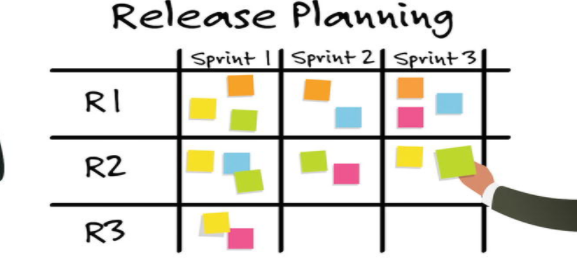 Release Planning
Sprint 1 Sprint 2 Sprint 3
R1
R2
R3